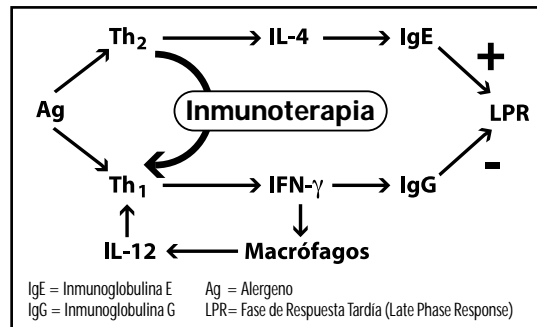 Th2 IL-4 IgE
+
Ag Inmunoterapia LPR
-
Th1 IFN-γ IgG
IL-12 Macrófagos
IgE = Inmunoglobulina E Ag = Alergeno
IgG = Inmunoglobulina G LPR= Fase de Respuesta Tardía (Late Phase Response)